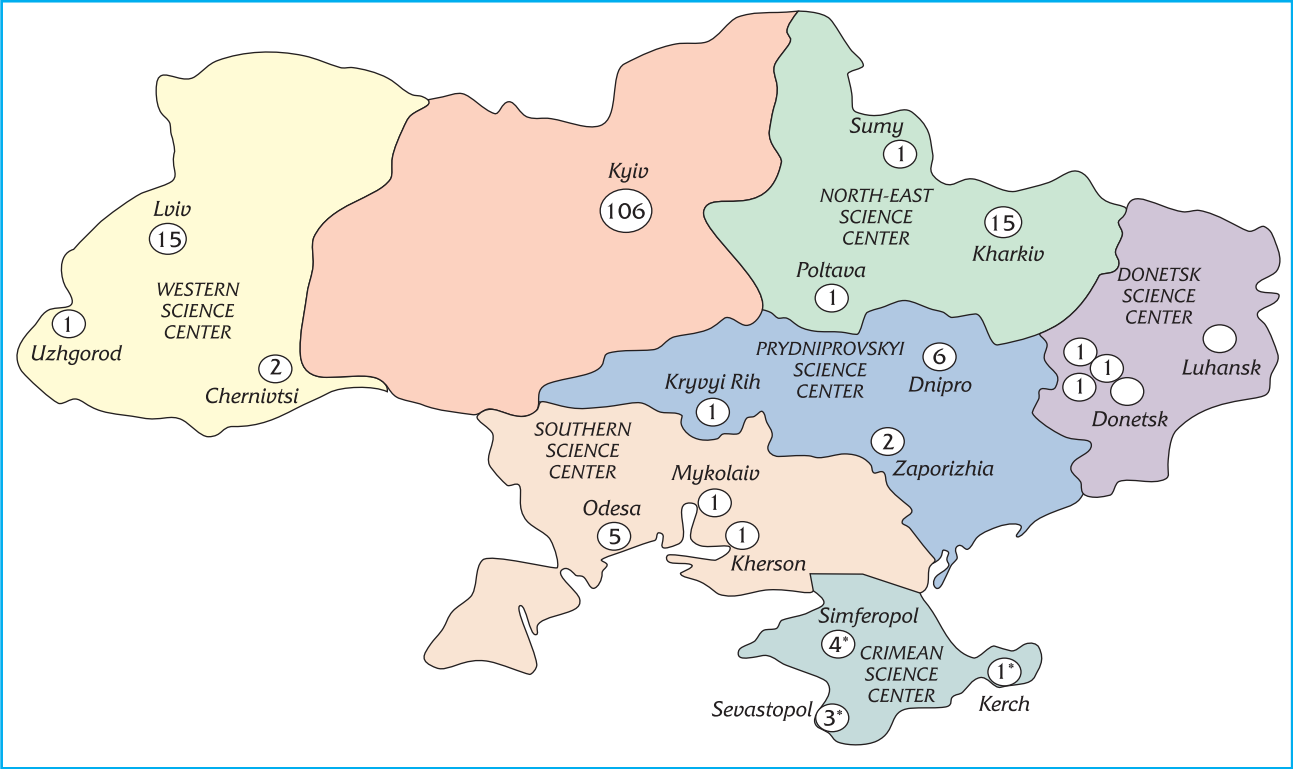 Sumy
1
Kyiv
106
NORTH-EAST
SCIENCE
CENTER
15
Kharkiv
Poltava
1
Lviv
15
WESTERN
SCIENCE
CENTER
1
Uzhgorod
2
Chernivtsi
DONETSK
SCIENCE
CENTER
Luhansk
1
1
1
Donetsk
PRYDNIPROVSKYI
SCIENCE
CENTER
6
Dnipro
Kryvyi Rih
1
2
Zaporizhia
SOUTHERN
SCIENCE
CENTER
Mykolaiv
1
Odesa
5
1
Kherson
Simferopol
4*
CRIMEAN
SCIENCE
CENTER
1*
Kerch
Sevastopol
3*